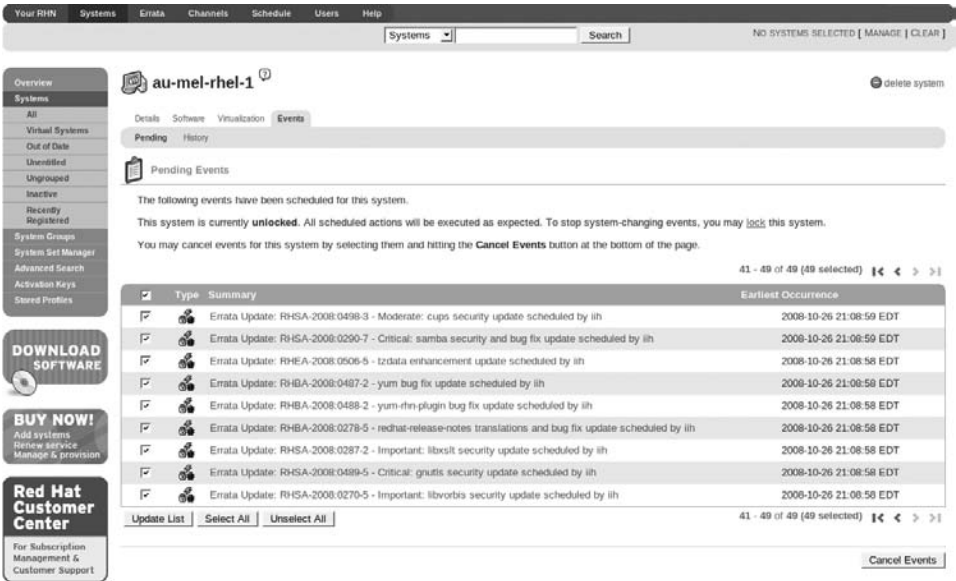 Your RHN Systems Errata Channels Schedule Users Help
Systems Search
NO SYSTEMS SELECTED [ MANAGE | CLEAR ]
Overview
Systems
All
Virtual Systems
Out of Date
Unentitled
Ungrouped
Inactive
Recently
Registered
System Groups
System Set Manager
Advanced Search
Activation Keys
Stored Profiles
DOWNLOAD
SOFTWARE
BUY NOW!
Add systems
Renew service
Manage & provision
Red Hat
Customer
Center
For Subscription
Management &
Customer Support
au-mel-rhel-1 ?
delete system
Details Software Virtualization Events
Pending History
Pending Events
The following events have been scheduled for this system.
This system is currently unlocked. All scheduled actions will be executed as expected. To stop system-changing events, you may lock this system.
You may cancel events for this system by selecting them and hitting the Cancel Events button at the bottom of the page.
41 - 49 of 49 (49 selected)
Type Summary Earliest Occurrence
Errata Update: RHSA-2008:0498-3 - Moderate: cups security update scheduled by iih 2008-10-26 21:08:59 EDT
Errata Update: RHSA-2008:0290-7 - Critical: samba security and bug fix update scheduled by iih 2008-10-26 21:08:59 EDT
Errata Update: RHEA-2008:0506-5 - tzdata enhancement update scheduled by iih 2008-10-26 21:08:58 EDT
Errata Update: RHBA-2008:0487-2 - yum bug fix update scheduled by iih 2008-10-26 21:08:58 EDT
Errata Update: RHBA-2008:0488-2 - yum-rhn-plugin bug fix update scheduled by iih 2008-10-26 21:08:58 EDT
Errata Update: RHBA-2008:0278-5 - redhat-release-notes translations and bug fix update scheduled by iih 2008-10-26 21:08:58 EDT
Errata Update: RHSA-2008:0287-2 - Important: libxslt security update scheduled by iih 2008-10-26 21:08:58 EDT
Errata Update: RHSA-2008:0489-5 - Critical: gnutls security update scheduled by iih 2008-10-26 21:08:58 EDT
Errata Update: RHSA-2008:0270-5 - Important: libvorbis security update scheduled by iih 2008-10-26 21:08:58 EDT
Update List Select All Unselect All
41 - 49 of 49 (49 selected)
Cancel Events